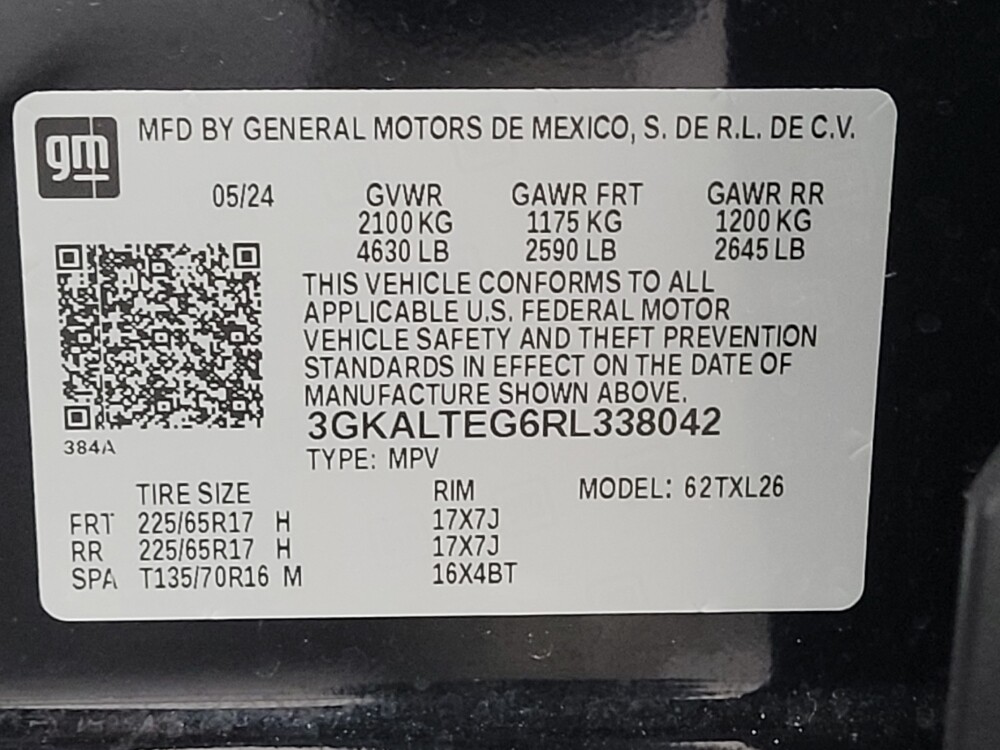 gm
MFD BY GENERAL MOTORS DE MEXICO, S. DE R.L. DE C.V.
05/24 GVWR GAWR FRT GAWR RR
2100 KG 1175 KG 1200 KG
4630 LB 2590 LB 2645 LB
THIS VEHICLE CONFORMS TO ALL
APPLICABLE U.S. FEDERAL MOTOR
VEHICLE SAFETY AND THEFT PREVENTION
STANDARDS IN EFFECT ON THE DATE OF
MANUFACTURE SHOWN ABOVE.
3GKALTEG6RL338042
384A
TYPE: MPV
TIRE SIZE RIM MODEL: 62TXL26
FRT 225/65R17 H 17X7J
RR 225/65R17 H 17X7J
SPA T135/70R16 M 16X4BT